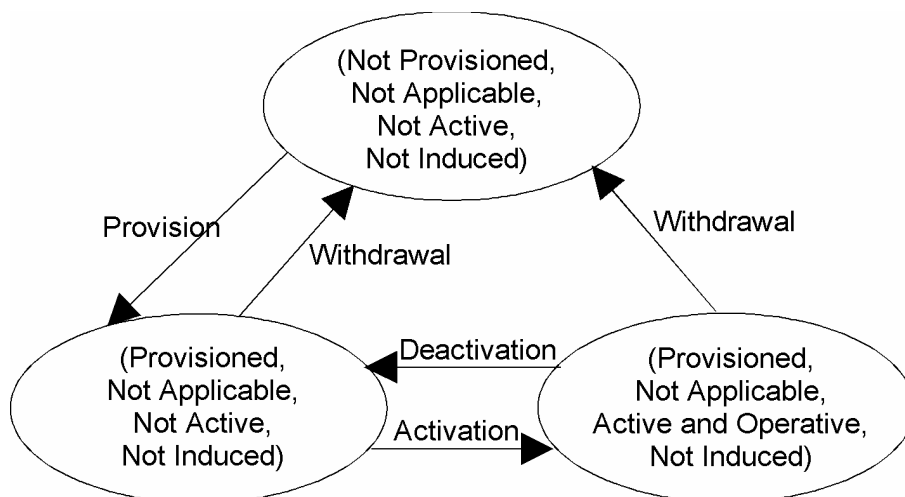 (Not Provisioned,
Not Applicable,
Not Active,
Not Induced)
Provision
Withdrawal
Withdrawal
Deactivation
Activation
(Provisioned,
Not Applicable,
Not Active,
Not Induced)
(Provisioned,
Not Applicable,
Active and Operative,
Not Induced)